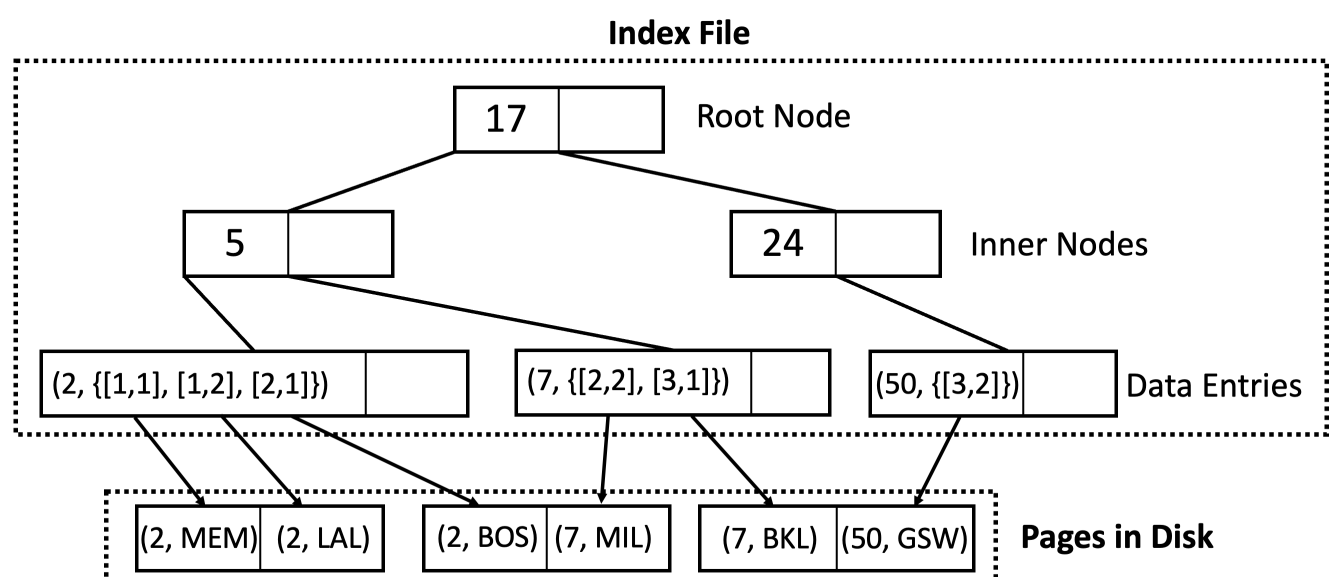 Index File
17
Root Node
5
24
Inner Nodes
(2, {[1,1], [1,2], [2,1]})
(7, {[2,2], [3,1]})
(50, {[3,2]})
Data Entries
(2, MEM)
(2, LAL)
(2, BOS)
(7, MIL)
(7, BKL)
(50, GSW)
Pages in Disk